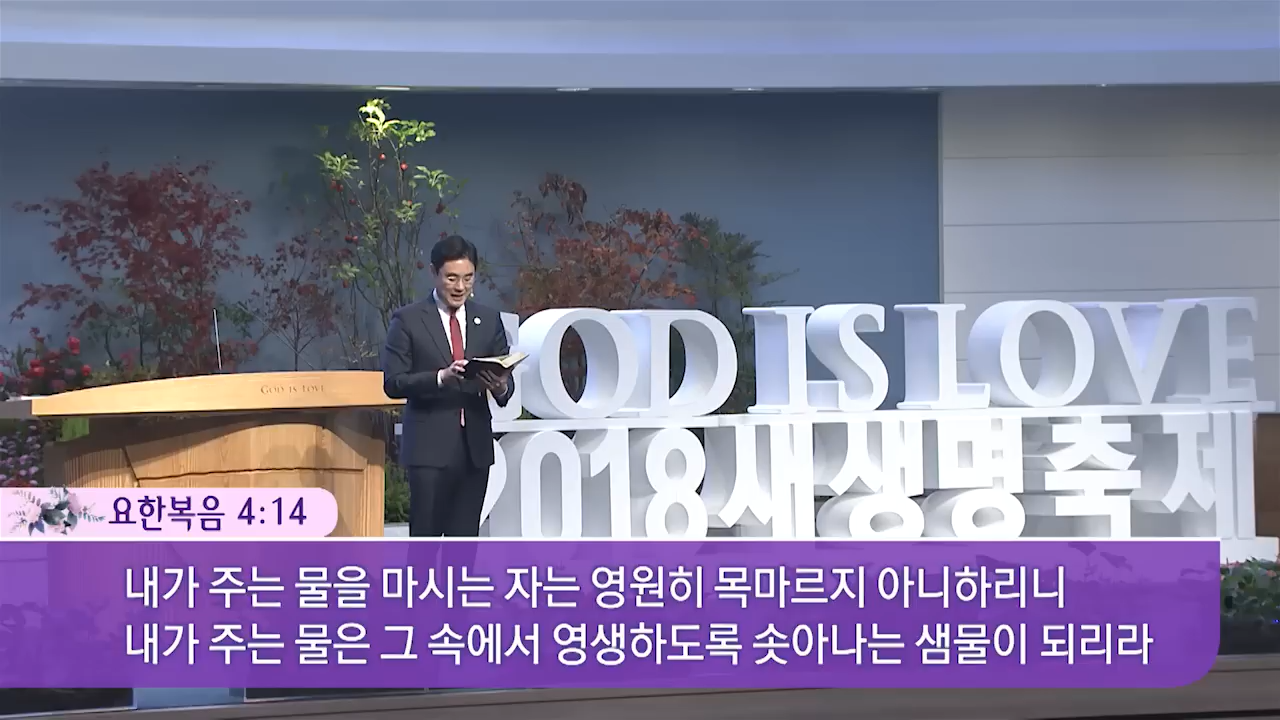 GOD IS LOVE
GOD IS LOVE
2018새생명축제
요한복음 4:14
내가 주는 물을 마시는 자는 영원히 목마르지 아니하리니
내가 주는 물은 그 속에서 영생하도록 솟아나는 샘물이 되리라